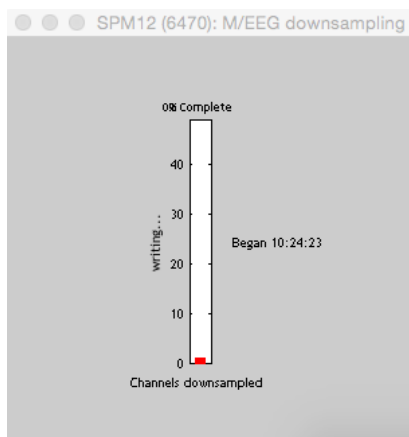 SPM12 (6470): M/EEG downsampling
0% Complete
40
30
writing...
Began 10:24:23
20
10
0
Channels downsampled